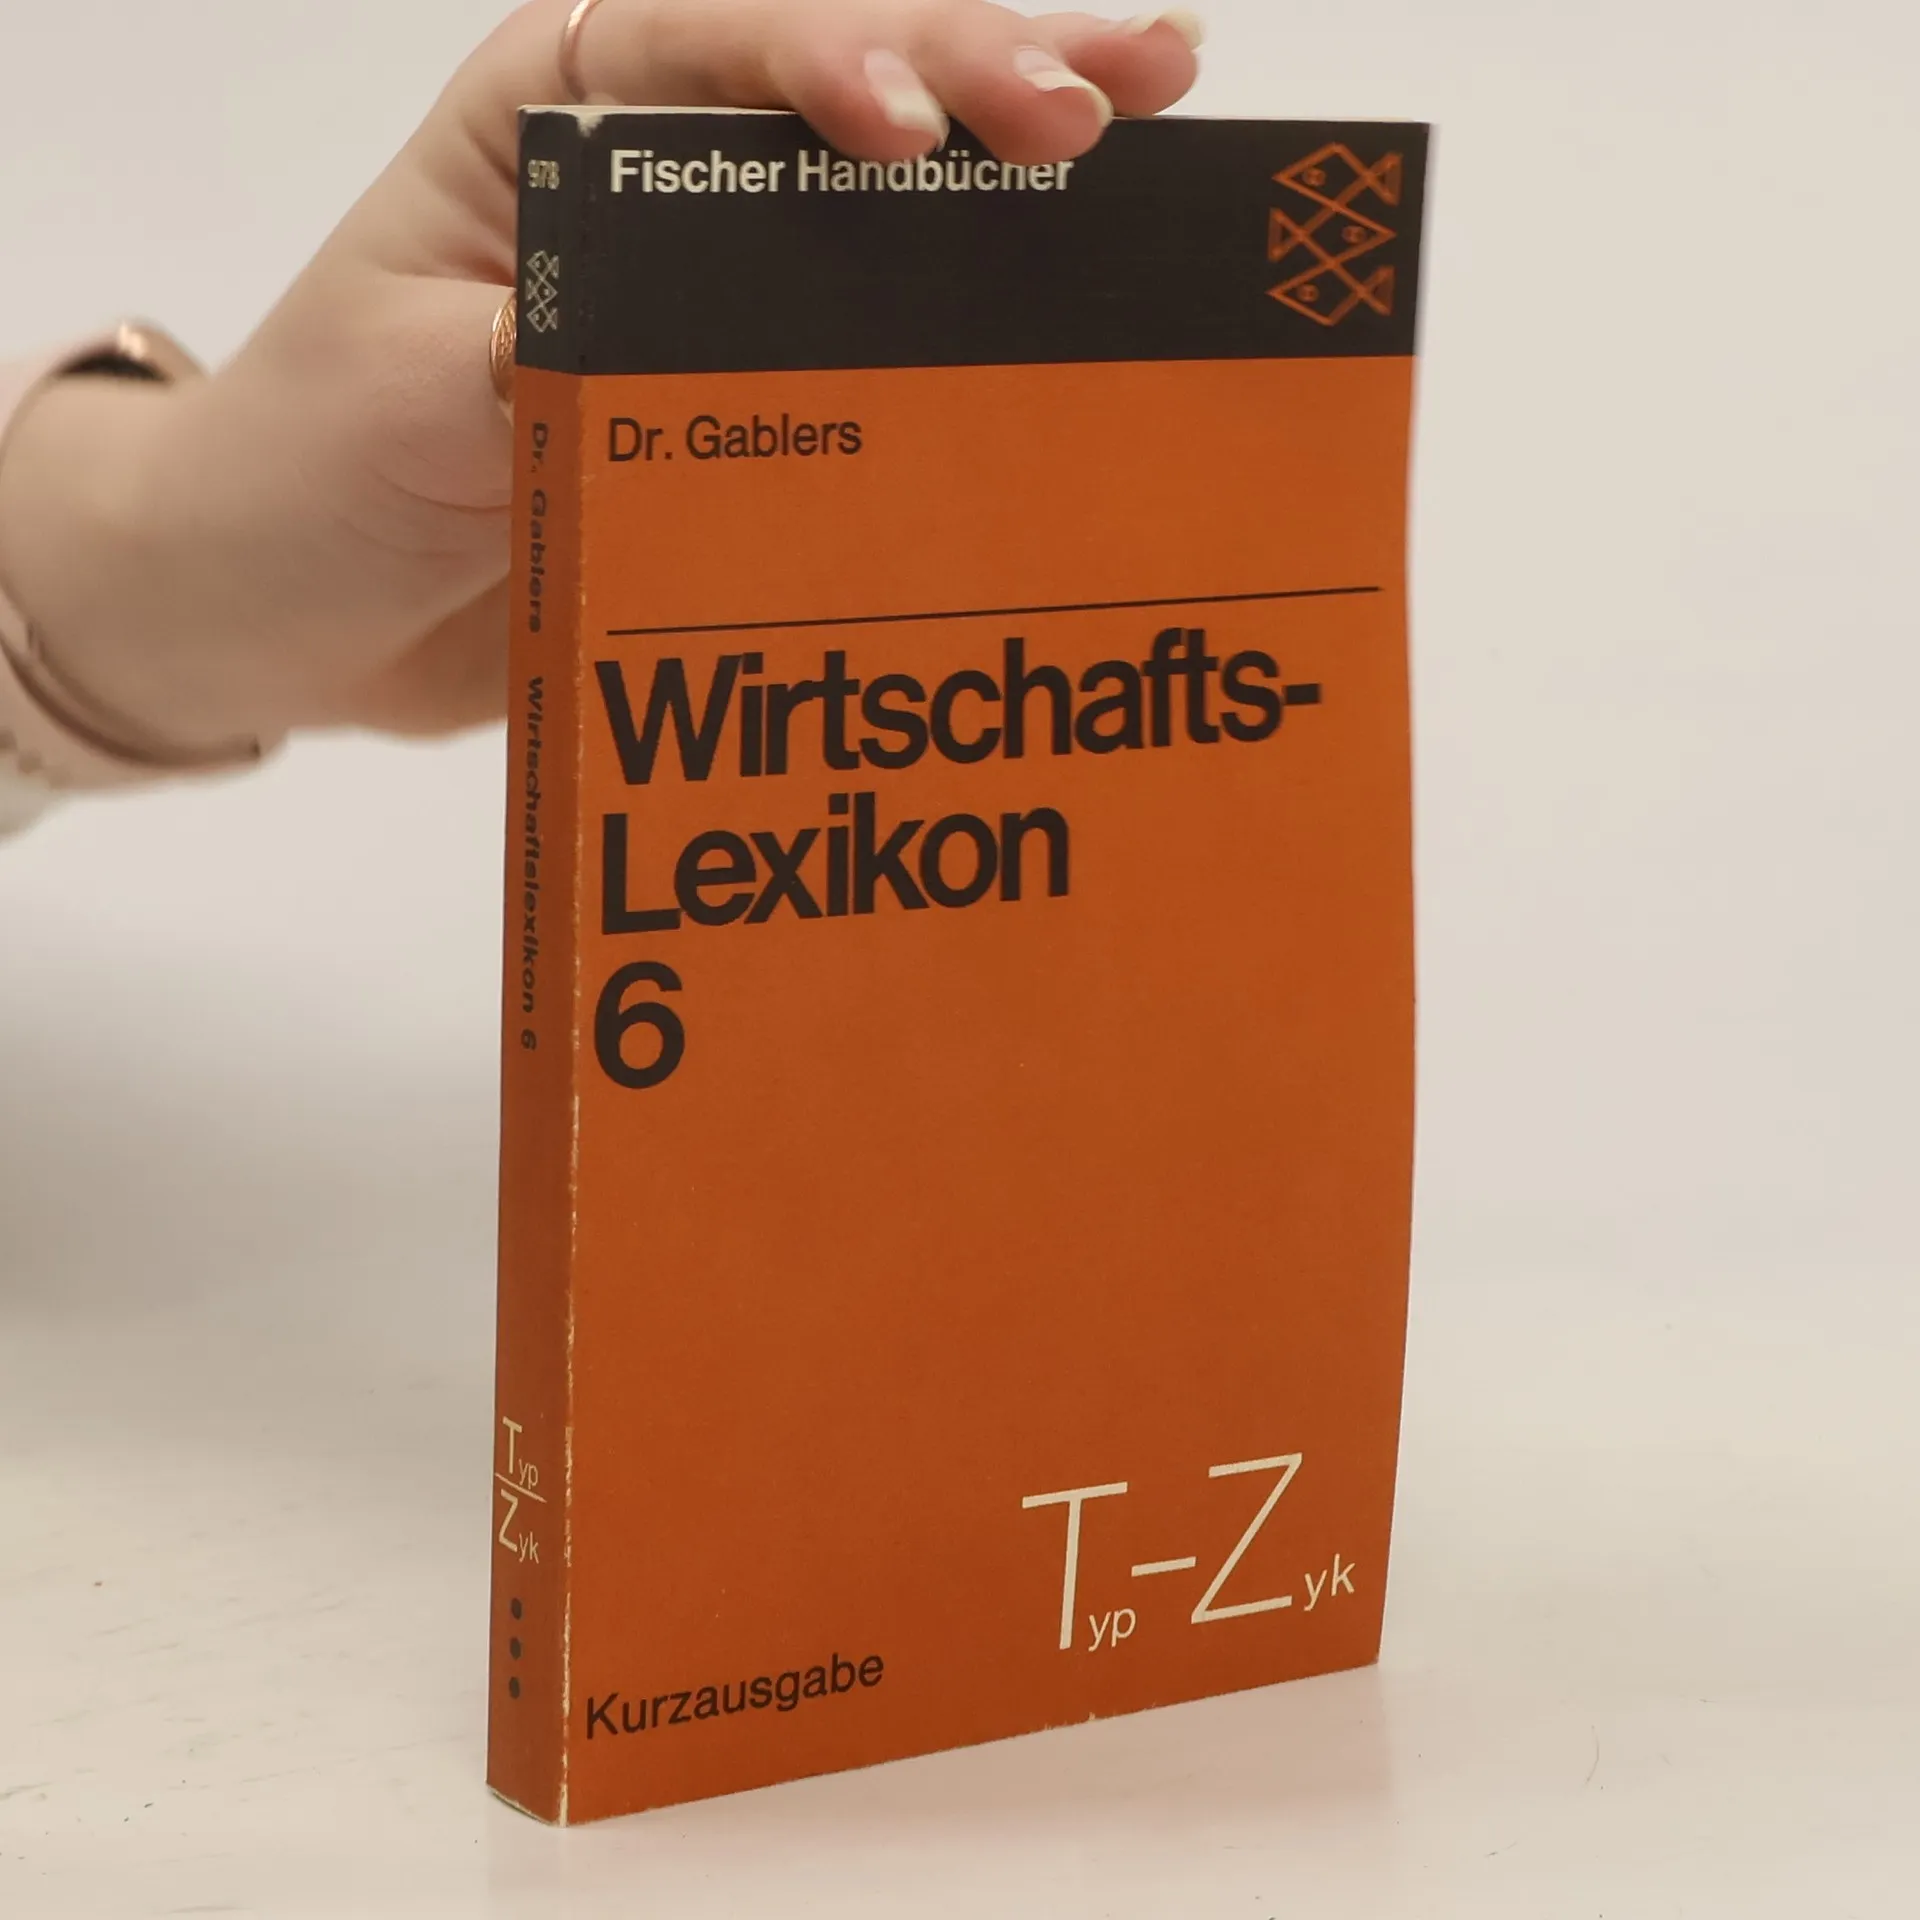 978
Fischer Handbücher
Dr. Gablers
Wirtschafts-
Lexikon
6
Typ–Zyk
Kurzausgabe
Dr. Gablers Wirtschaftslexikon 6
Typ
Zyk